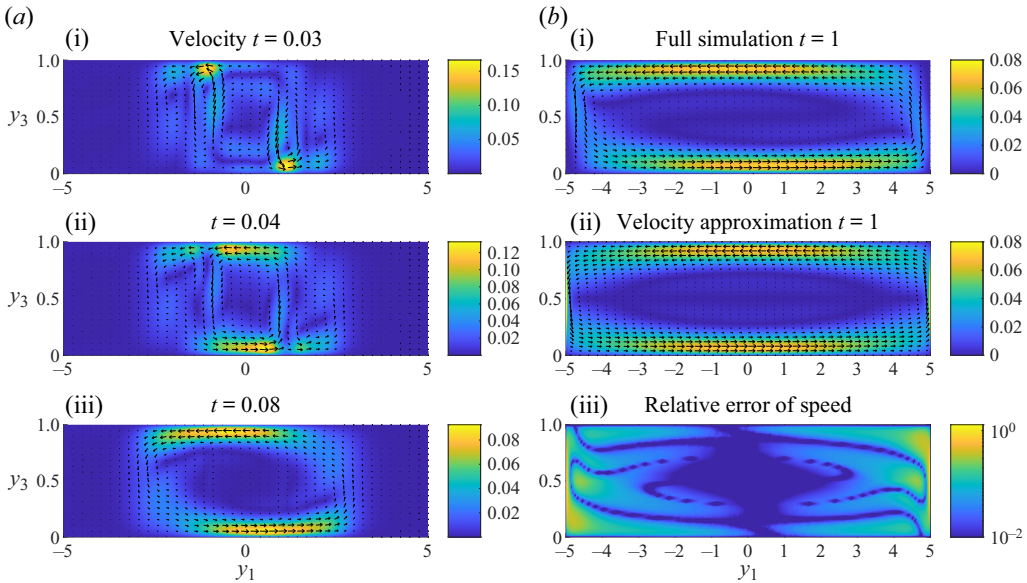 (a) (b)
(i) Velocity t = 0.03
1.0
y3 0.5
0
–5 0 5
0.15
0.10
0.05
(i) Full simulation t = 1
1.0
0.5
0
–5 –4 –3 –2 –1 0 1 2 3 4 5
0.08
0.06
0.04
0.02
0
(ii) t = 0.04
1.0
y3 0.5
0
–5 0 5
0.12
0.10
0.08
0.06
0.04
0.02
(ii) Velocity approximation t = 1
1.0
0.5
0
–5 –4 –3 –2 –1 0 1 2 3 4 5
0.08
0.06
0.04
0.02
0
(iii) t = 0.08
1.0
y3 0.5
0
–5 0 5
y1
0.08
0.06
0.04
0.02
(iii) Relative error of speed
1.0
0.5
0
–5 –4 –3 –2 –1 0 1 2 3 4 5
y1
10^0
10^–2